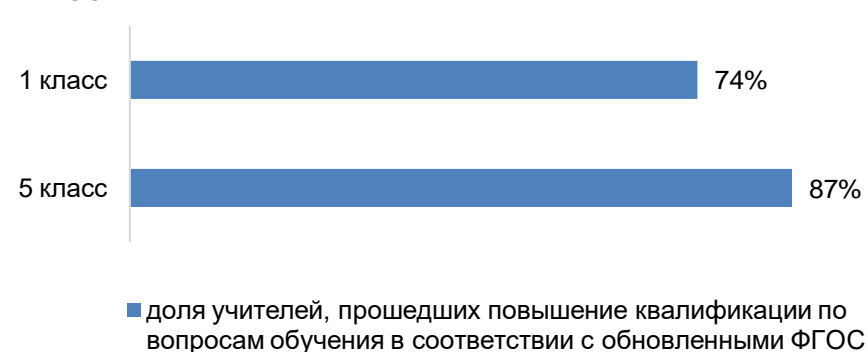 1 класс
74%
5 класс
87%
доля учителей, прошедших повышение квалификации по
вопросам обучения в соответствии с обновленными ФГОС